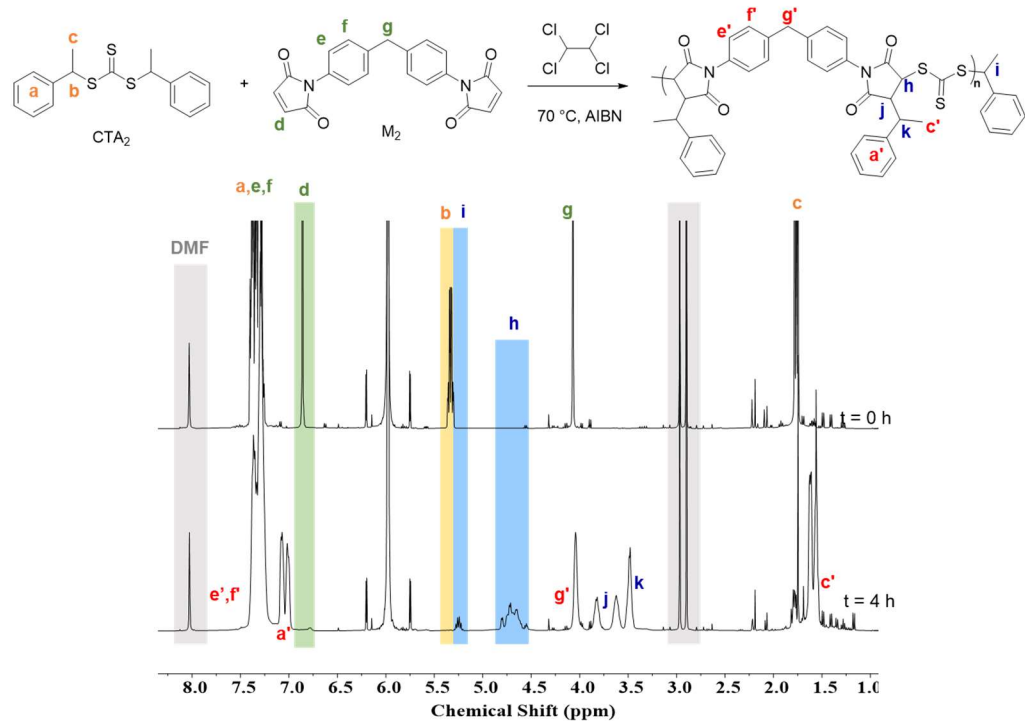 c
S
S
S
a
b
CTA₂
+
e
f
g
O
N
O
d
M₂
O
N
O
Cl
Cl
Cl
Cl
70 °C, AIBN
e'
f'
g'
O
N
O
O
N
O
h
S
S
S
n
i
j
k
c'
a'
a,e,f
d
b
i
g
c
DMF
h
t = 0 h
e',f'
a'
g'
j
k
c'
t = 4 h
8.0 7.5 7.0 6.5 6.0 5.5 5.0 4.5 4.0 3.5 3.0 2.5 2.0 1.5 1.0
Chemical Shift (ppm)